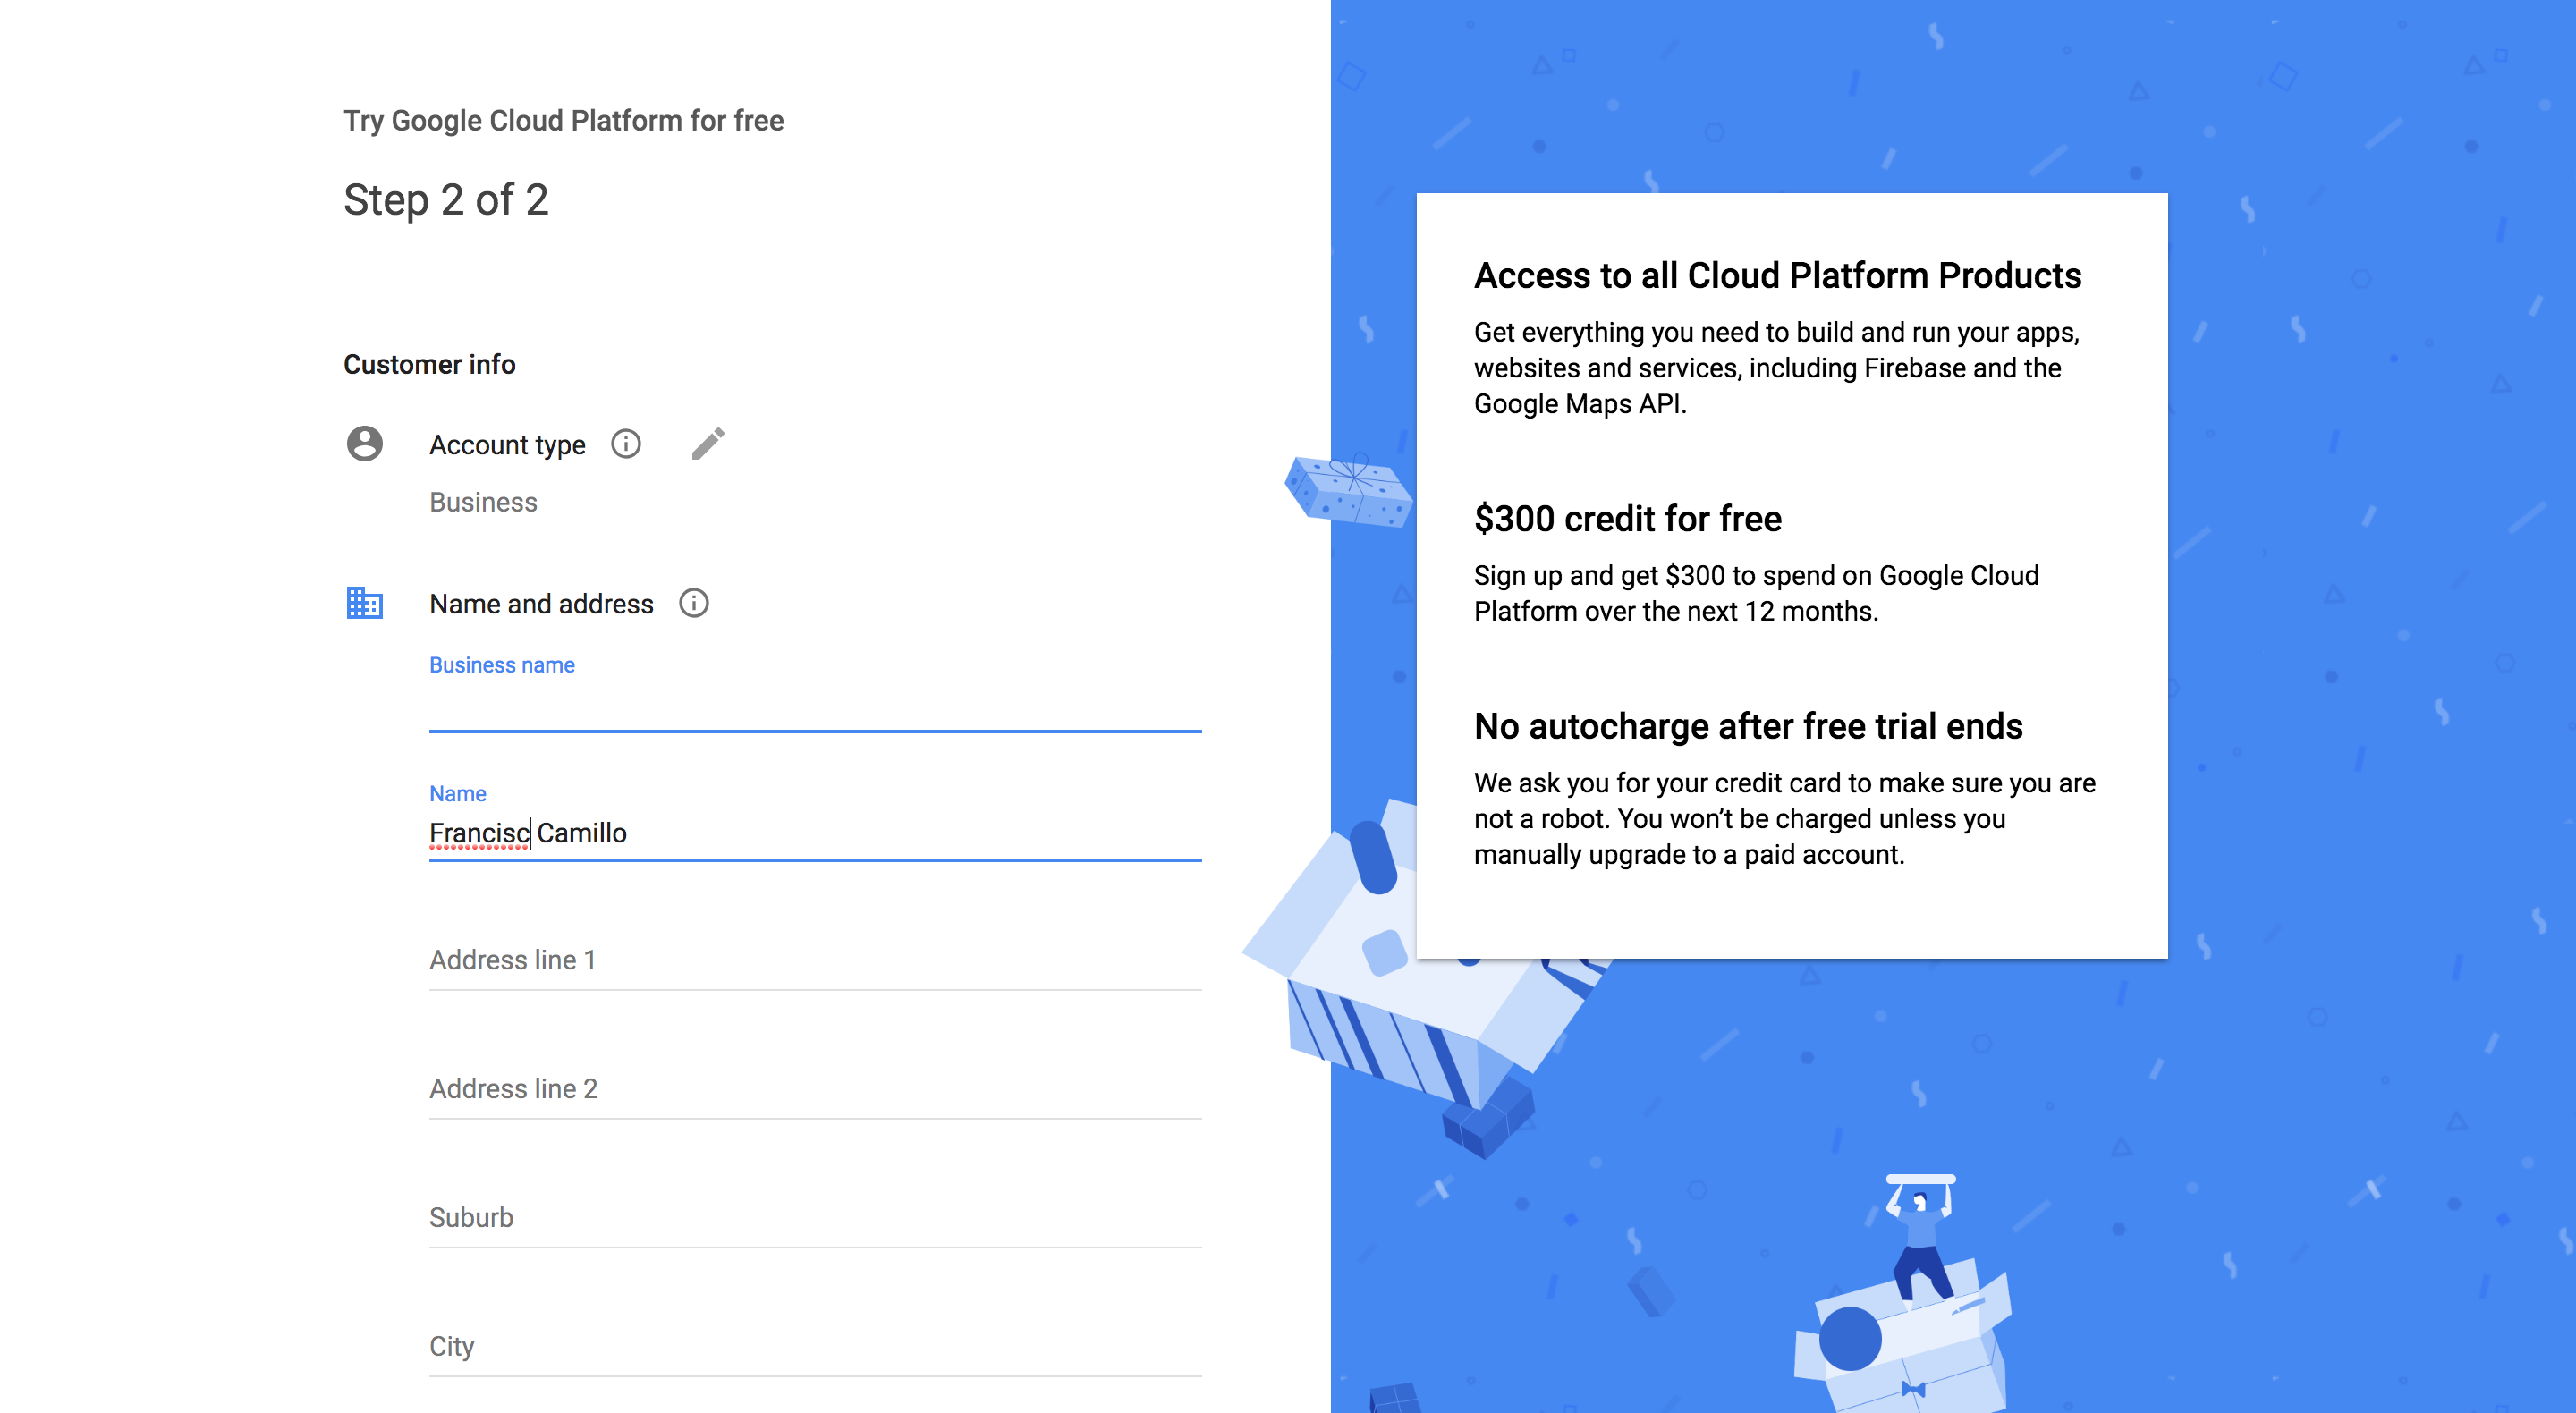 Try Google Cloud Platform for free
Step 2 of 2
Customer info
Account type
Business
Name and address
Business name
Name
Francisc Camillo
Address line 1
Address line 2
Suburb
City
Access to all Cloud Platform Products
Get everything you need to build and run your apps,
websites and services, including Firebase and the
Google Maps API.
$300 credit for free
Sign up and get $300 to spend on Google Cloud
Platform over the next 12 months.
No autocharge after free trial ends
We ask you for your credit card to make sure you are
not a robot. You won’t be charged unless you
manually upgrade to a paid account.